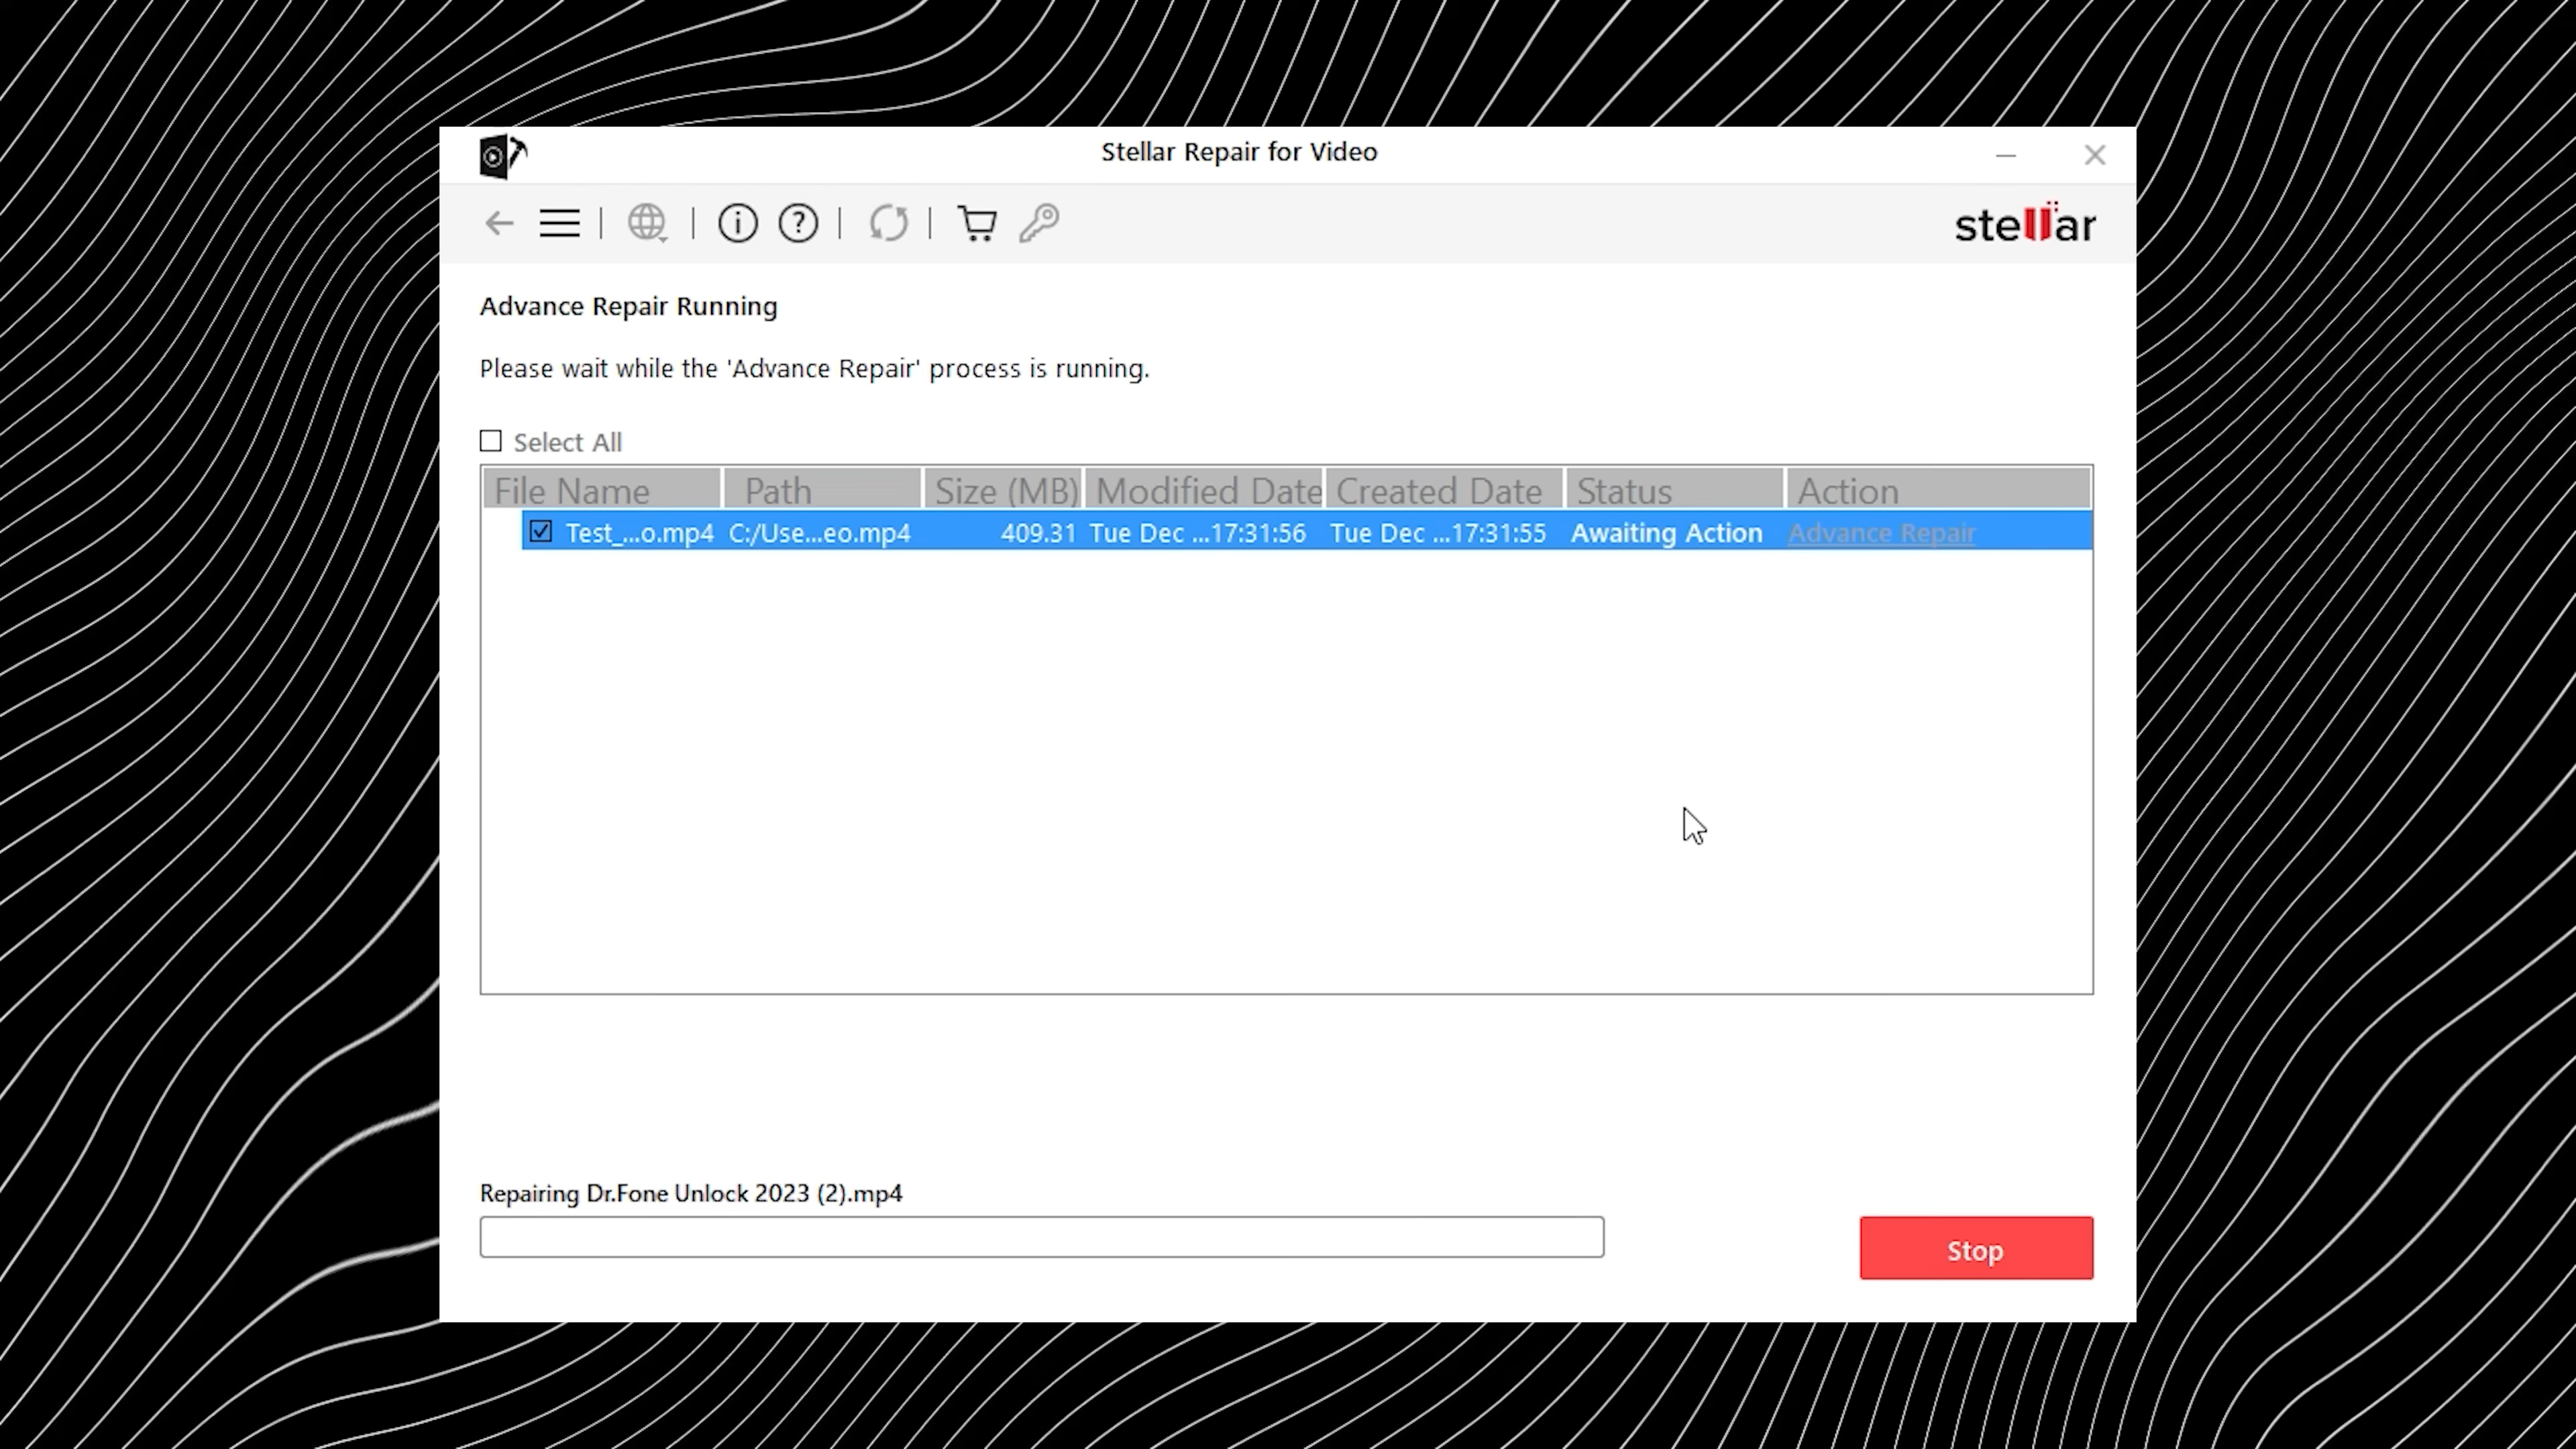 Stellar Repair for Video
stellar
Advance Repair Running
Please wait while the 'Advance Repair' process is running.
Select All
File Name Path Size (MB) Modified Date Created Date Status Action
Test_...o.mp4 C:/Use...eo.mp4 409.31 Tue Dec ...17:31:56 Tue Dec ...17:31:55 Awaiting Action Advance Repair
Repairing Dr.Fone Unlock 2023 (2).mp4
Stop